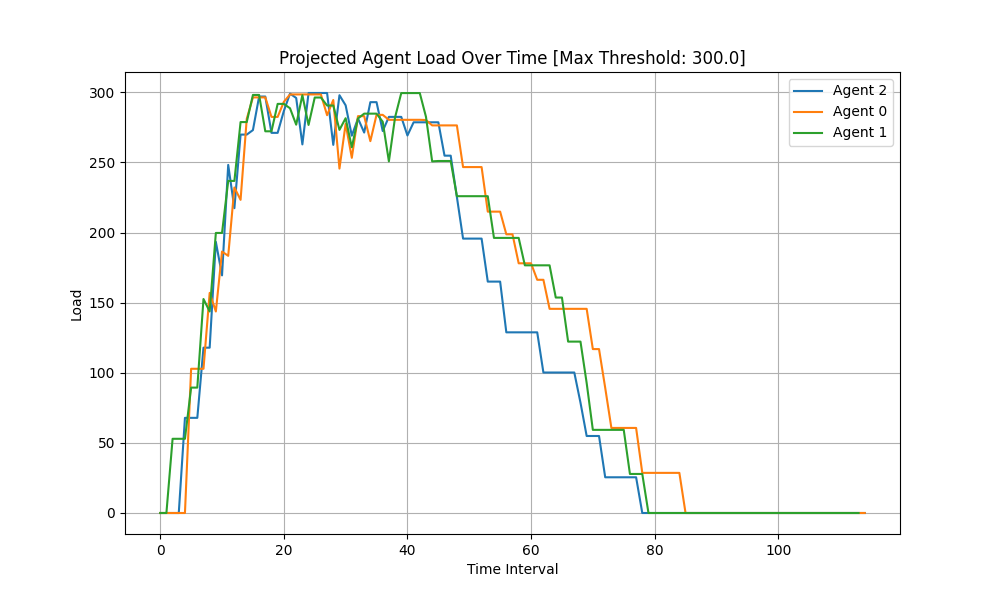 Projected Agent Load Over Time [Max Threshold: 300.0]
Agent 2
Agent 0
Agent 1
300
250
200
150
100
50
0
Load
0 20 40 60 80 100
Time Interval